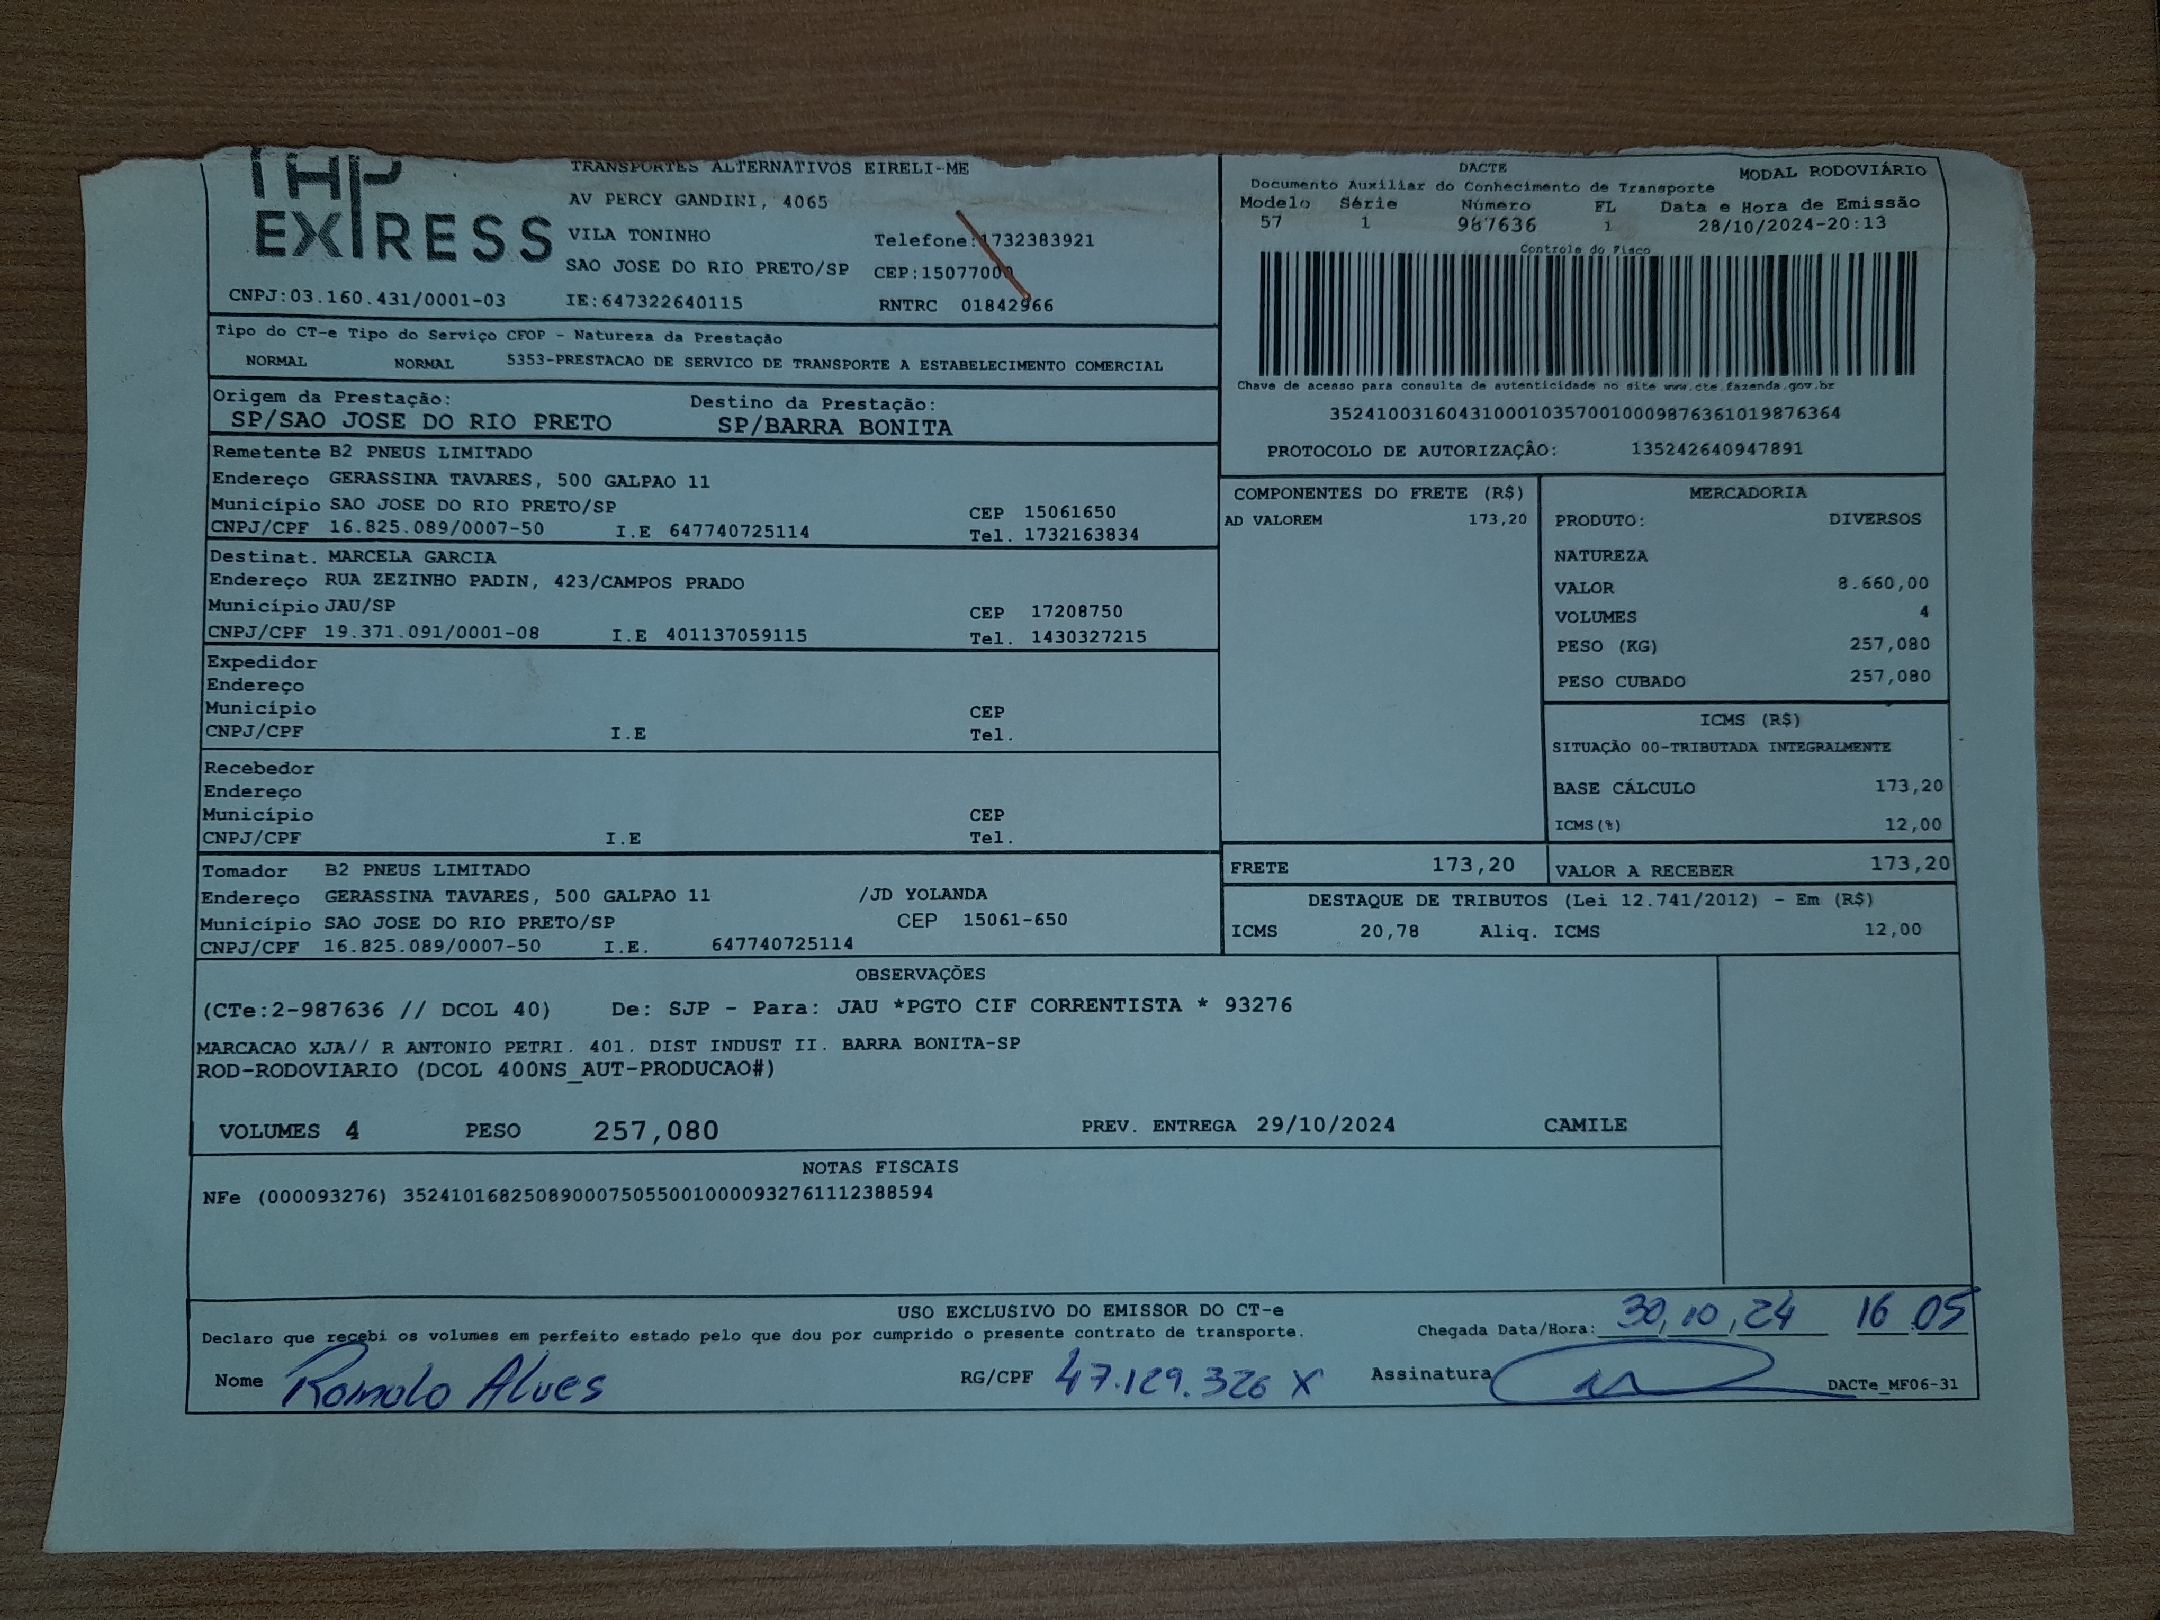 THP
EXPRESS
TRANSPORTES ALTERNATIVOS EIRELI-ME
AV PERCY GANDINI, 4065
VILA TONINHO
Telefone:1732383921
SAO JOSE DO RIO PRETO/SP CEP:15077000
CNPJ:03.160.431/0001-03 IE:647322640115 RNTRC 01842966
DACTE MODAL RODOVIÁRIO
Documento Auxiliar do Conhecimento de Transporte
Modelo Série Número FL Data e Hora de Emissão
57 1 987636 1 28/10/2024-20:13
Controle do Fisco
Chave de acesso para consulta de autenticidade no site www.cte.fazenda.gov.br
35241003160431000103570010009876361019876364
PROTOCOLO DE AUTORIZAÇÂO: 135242640947891
Tipo do CT-e Tipo do Serviço CFOP - Natureza da Prestação
NORMAL NORMAL 5353-PRESTACAO DE SERVICO DE TRANSPORTE A ESTABELECIMENTO COMERCIAL
Origem da Prestação: Destino da Prestação:
SP/SAO JOSE DO RIO PRETO SP/BARRA BONITA
Remetente B2 PNEUS LIMITADO
Endereço GERASSINA TAVARES, 500 GALPAO 11
Município SAO JOSE DO RIO PRETO/SP CEP 15061650
CNPJ/CPF 16.825.089/0007-50 I.E 647740725114 Tel. 1732163834
Destinat. MARCELA GARCIA
Endereço RUA ZEZINHO PADIN, 423/CAMPOS PRADO
Município JAU/SP CEP 17208750
CNPJ/CPF 19.371.091/0001-08 I.E 401137059115 Tel. 1430327215
Expedidor
Endereço
Município CEP
CNPJ/CPF I.E Tel.
Recebedor
Endereço
Município CEP
CNPJ/CPF I.E Tel.
Tomador B2 PNEUS LIMITADO
Endereço GERASSINA TAVARES, 500 GALPAO 11 /JD YOLANDA
Município SAO JOSE DO RIO PRETO/SP CEP 15061-650
CNPJ/CPF 16.825.089/0007-50 I.E. 647740725114
COMPONENTES DO FRETE (R$)
AD VALOREM 173,20
MERCADORIA
PRODUTO: DIVERSOS
NATUREZA
VALOR 8.660,00
VOLUMES 4
PESO (KG) 257,080
PESO CUBADO 257,080
ICMS (R$)
SITUAÇÃO 00-TRIBUTADA INTEGRALMENTE
BASE CÁLCULO 173,20
ICMS(%) 12,00
FRETE 173,20 VALOR A RECEBER 173,20
DESTAQUE DE TRIBUTOS (Lei 12.741/2012) - Em (R$)
ICMS 20,78 Aliq. ICMS 12,00
OBSERVAÇÕES
(CTe:2-987636 // DCOL 40) De: SJP - Para: JAU *PGTO CIF CORRENTISTA * 93276
MARCACAO XJA// R ANTONIO PETRI. 401. DIST INDUST II. BARRA BONITA-SP
ROD-RODOVIARIO (DCOL 400NS_AUT-PRODUCAO#)
VOLUMES 4 PESO 257,080 PREV. ENTREGA 29/10/2024 CAMILE
NOTAS FISCAIS
NFe (000093276) 35241016825089000750550010000932761112388594
USO EXCLUSIVO DO EMISSOR DO CT-e
Declaro que recebi os volumes em perfeito estado pelo que dou por cumprido o presente contrato de transporte. Chegada Data/Hora: 30,10,24 16 05
Nome Romolo Alves RG/CPF 47.129.326 X Assinatura DACTe_MF06-31